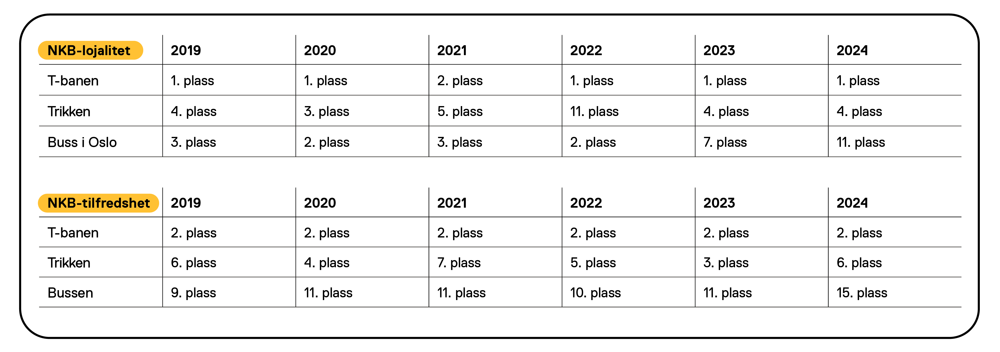 NKB-lojalitet 2019 2020 2021 2022 2023 2024
T-banen 1. plass 1. plass 2. plass 1. plass 1. plass 1. plass
Trikken 4. plass 3. plass 5. plass 11. plass 4. plass 4. plass
Buss i Oslo 3. plass 2. plass 3. plass 2. plass 7. plass 11. plass
NKB-tilfredshet 2019 2020 2021 2022 2023 2024
T-banen 2. plass 2. plass 2. plass 2. plass 2. plass 2. plass
Trikken 6. plass 4. plass 7. plass 5. plass 3. plass 6. plass
Bussen 9. plass 11. plass 11. plass 10. plass 11. plass 15. plass